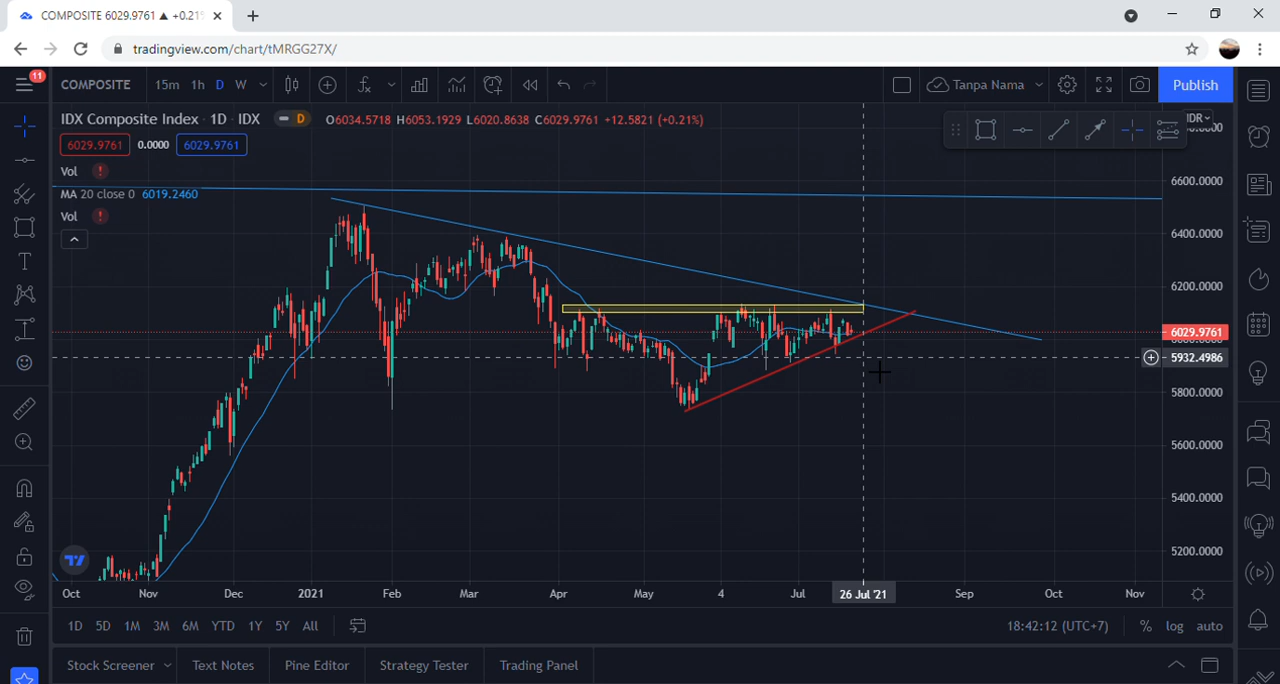 COMPOSITE 6029.9761 ▲ +0.21%
tradingview.com/chart/tMRGG27X/
11
COMPOSITE 15m 1h D W Tanpa Nama Publish
IDX Composite Index · 1D · IDX D O6034.5718 H6053.1929 L6020.8638 C6029.9761 +12.5821 (+0.21%)
IDR
6029.9761 0.0000 6029.9761
Vol !
MA 20 close 0 6019.2460
Vol !
6600.0000
6400.0000
6200.0000
6029.9761
5932.4986
5800.0000
5600.0000
5400.0000
5200.0000
Oct Nov Dec 2021 Feb Mar Apr May 4 Jul 26 Jul '21 Sep Oct Nov
1D 5D 1M 3M 6M YTD 1Y 5Y All 18:42:12 (UTC+7) % log auto
Stock Screener Text Notes Pine Editor Strategy Tester Trading Panel